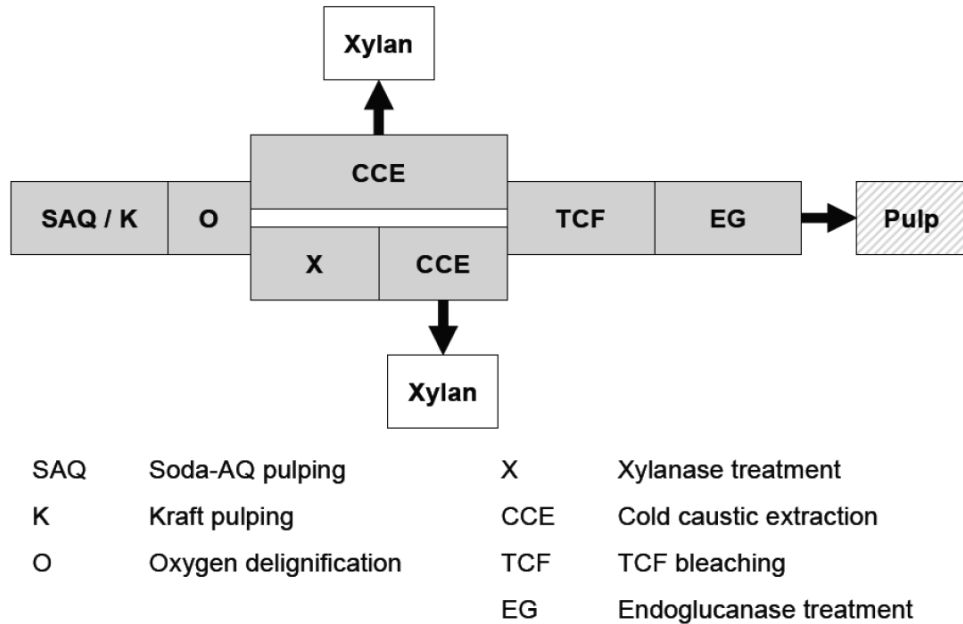 Xylan
CCE
SAQ / K O TCF EG Pulp
X CCE
Xylan
SAQ Soda-AQ pulping X Xylanase treatment
K Kraft pulping CCE Cold caustic extraction
O Oxygen delignification TCF TCF bleaching
EG Endoglucanase treatment